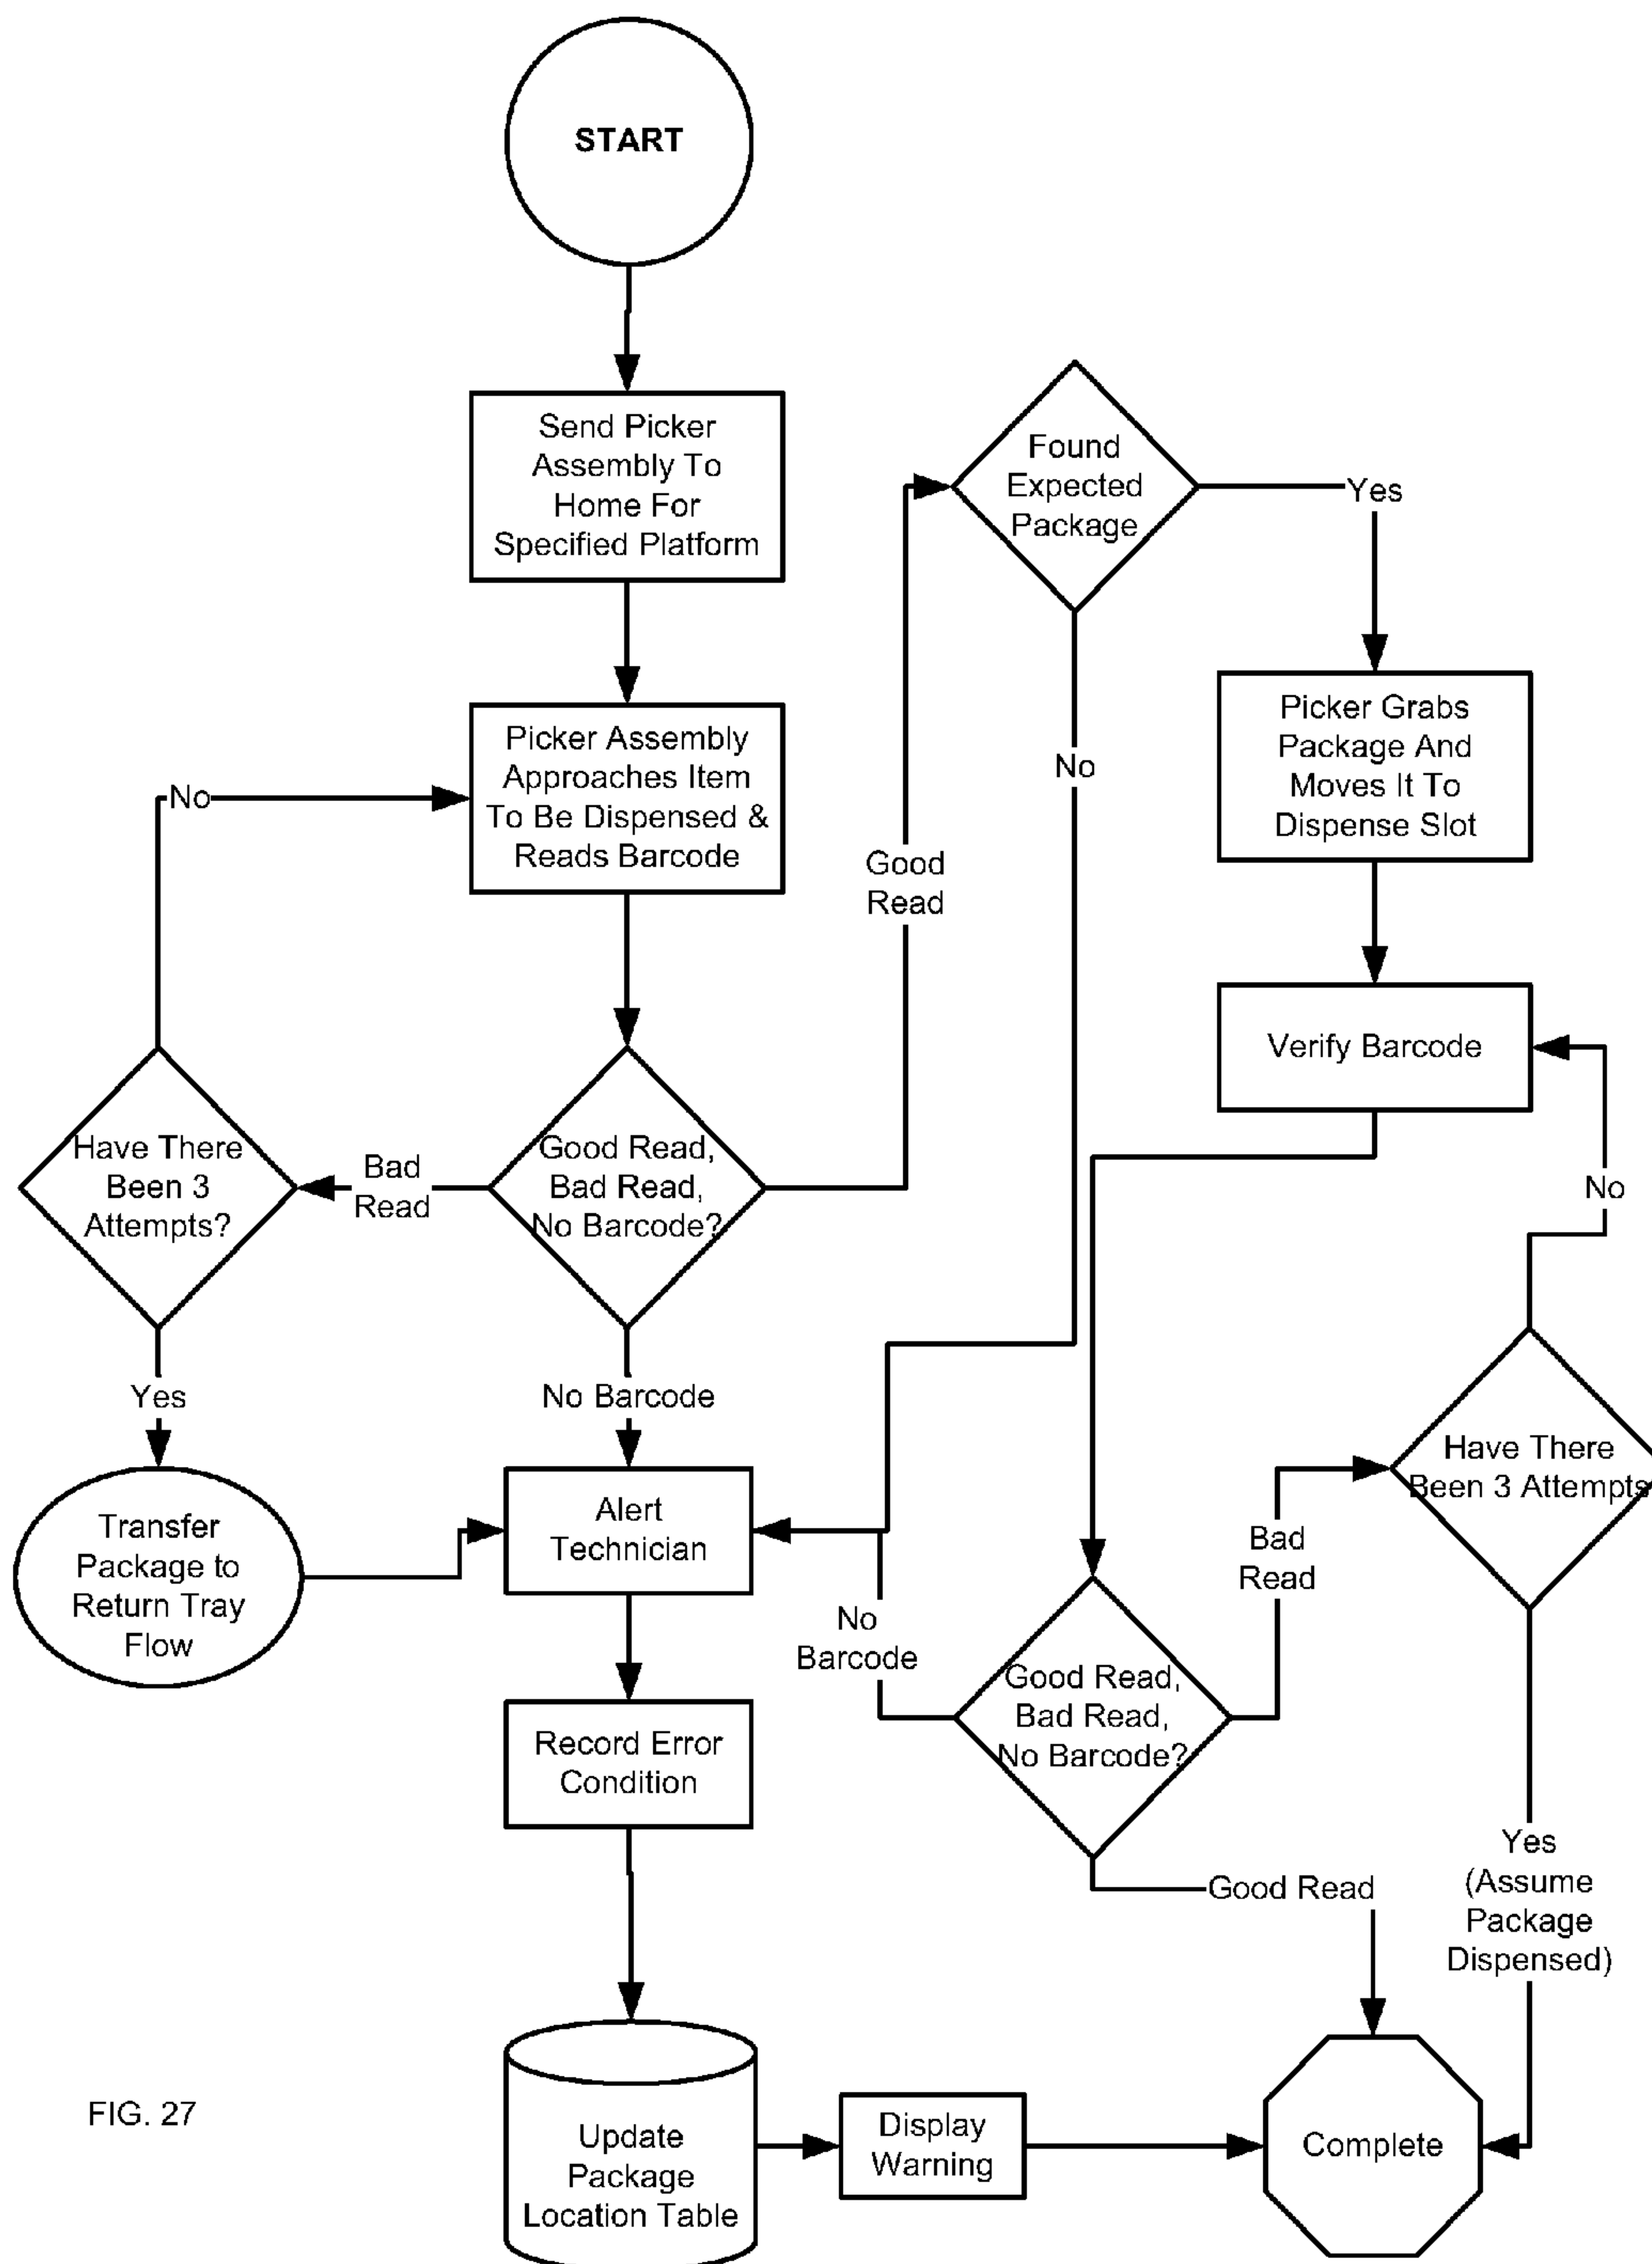 START
Send Picker
Assembly To
Home For
Specified Platform
Found
Expected
Package
Yes
Picker Grabs
Package And
Moves It To
Dispense Slot
Picker Assembly
Approaches Item
To Be Dispensed &
Reads Barcode
No
No
Good
Read
Verify Barcode
Have There
Been 3
Attempts?
Bad
Read
Good Read,
Bad Read,
No Barcode?
No
Yes
No Barcode
Have There
Been 3 Attempts
Transfer
Package to
Return Tray
Flow
Alert
Technician
Bad
Read
No
Barcode
Good Read,
Bad Read,
No Barcode?
Record Error
Condition
Good Read
Yes
(Assume
Package
Dispensed)
FIG. 27
Update
Package
Location Table
Display
Warning
Complete